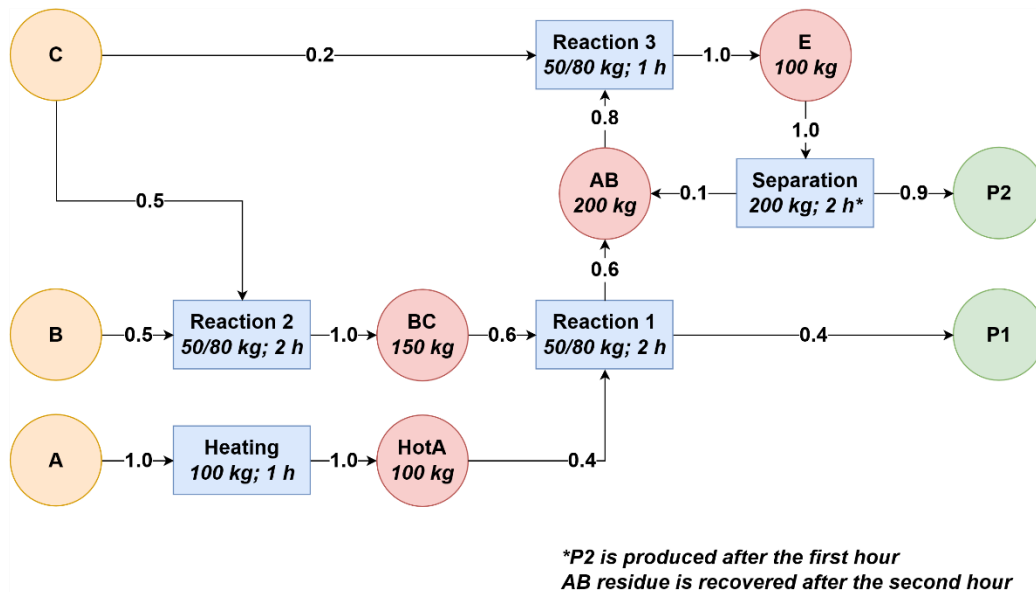 C
0.2
Reaction 3
50/80 kg; 1 h
1.0
E
100 kg
0.8
1.0
0.5
AB
200 kg
0.1
Separation
200 kg; 2 h*
0.9
P2
0.6
B
0.5
Reaction 2
50/80 kg; 2 h
1.0
BC
150 kg
0.6
Reaction 1
50/80 kg; 2 h
0.4
P1
A
1.0
Heating
100 kg; 1 h
1.0
HotA
100 kg
0.4
*P2 is produced after the first hour
AB residue is recovered after the second hour